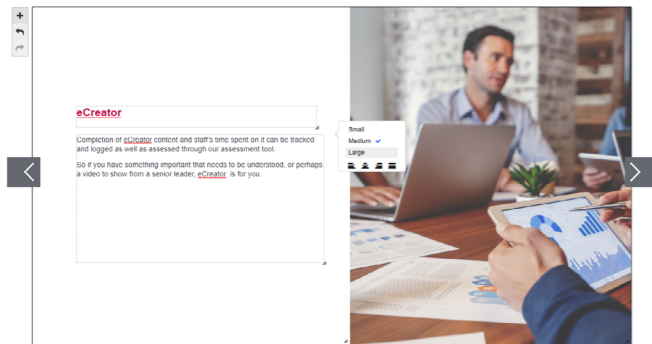 eCreator
Completion of eCreator content and staff's time spent on it can be tracked
and logged as well as assessed through our assessment tool.
So if you have something important that needs to be understood, or perhaps
a video to show from a senior leader, eCreator is for you.
Small
Medium
Large